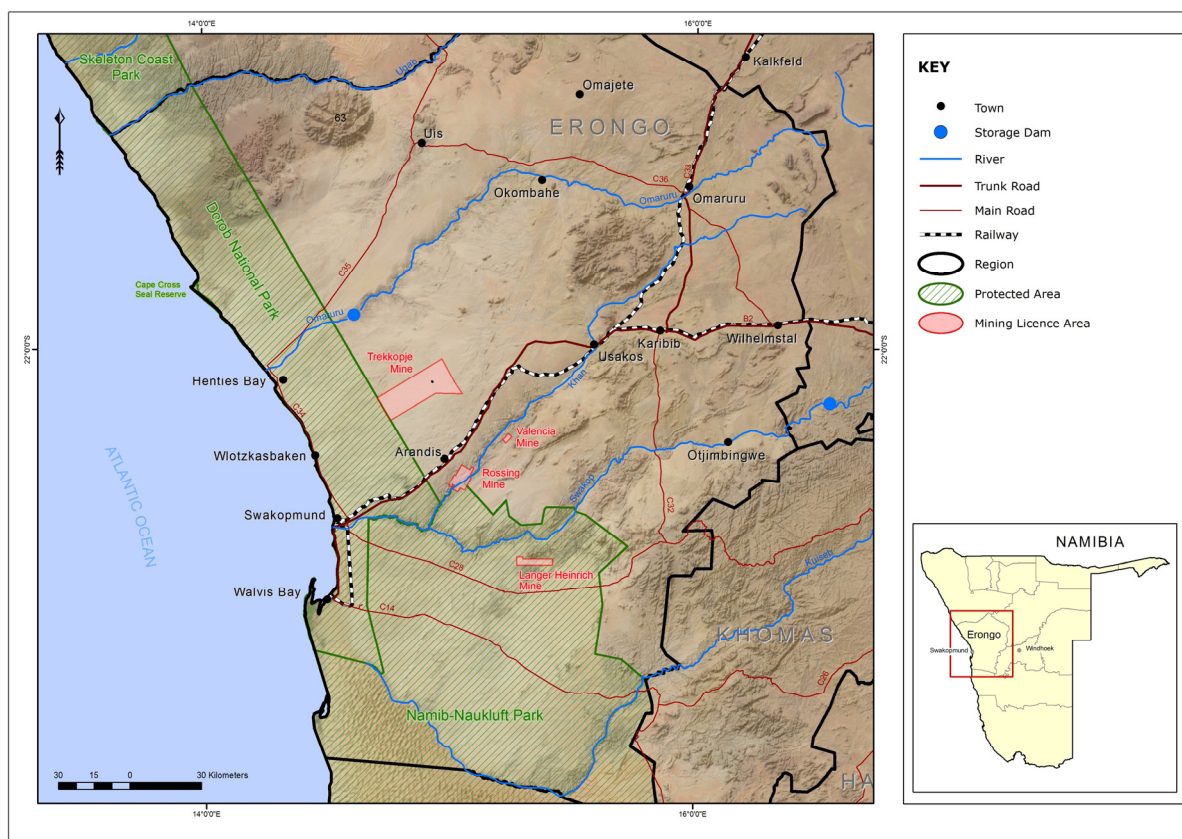 14°0'0"E
16°0'0"E
Skeleton Coast
Park
Ugab
Kalkfeld
Omajete
63
ERONGO
Uis
C36
C33
Okombahe
Omaruru
Omaruru
Dorob National Park
C35
Cape Cross
Seal Reserve
Omaruru
B2
22°0'0"S
22°0'0"S
Karibib
Wilhelmstal
Usakos
Trekkopje
Mine
Khan
Henties Bay
C34
Valencia
Mine
Otjimbingwe
Arandis
Wlotzkasbaken
Rossing
Mine
Swakop
ATLANTIC OCEAN
C32
Swakopmund
Kuiseb
C28
Langer Heinrich
Mine
Walvis Bay
C14
KHOMAS
C26
Namib-Naukluft Park
30 15 0 30 Kilometers
HA
14°0'0"E
16°0'0"E
KEY
Town
Storage Dam
River
Trunk Road
Main Road
Railway
Region
Protected Area
Mining Licence Area
NAMIBIA
Erongo
Swakopmund
Windhoek